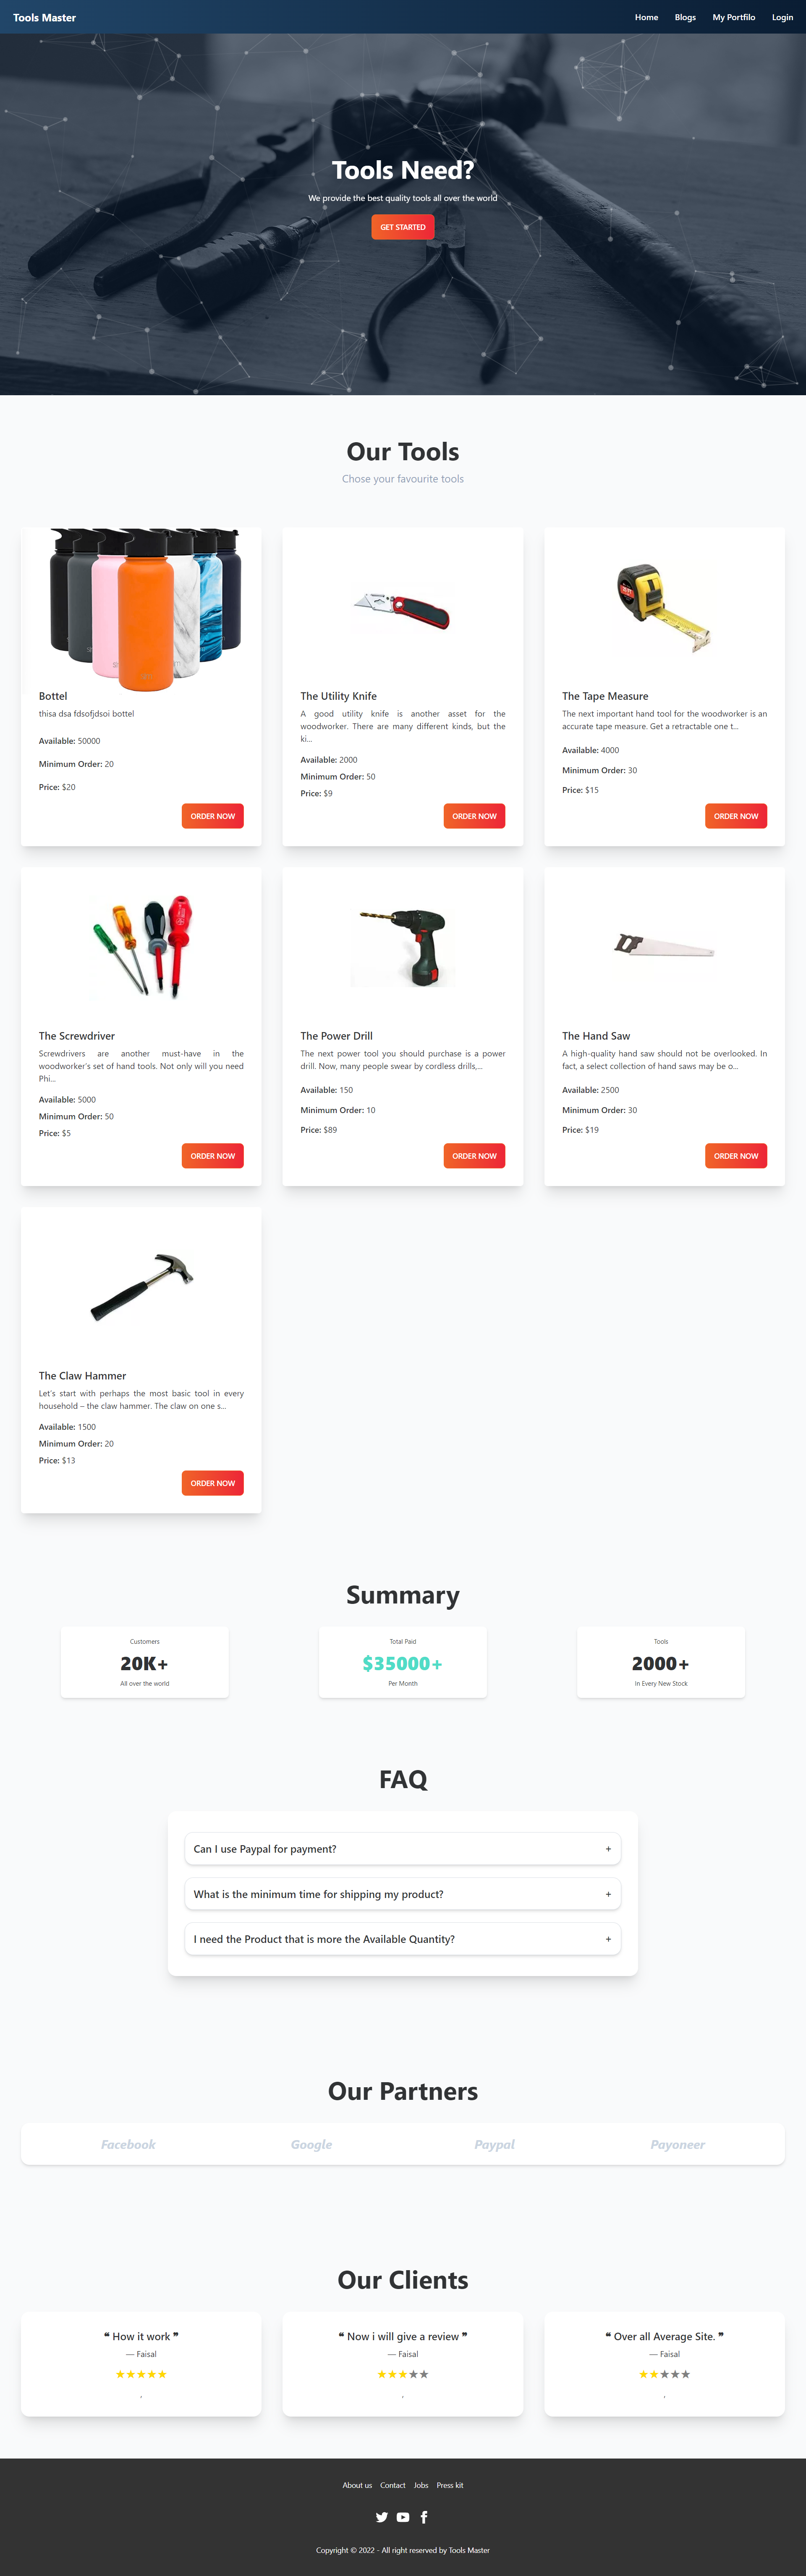 Tools Master
Home Blogs My Portfilo Login
Tools Need?
We provide the best quality tools all over the world
GET STARTED
Our Tools
Chose your favourite tools
Bottel
thisa dsa fdsofjdsoi bottel
Available: 50000
Minimum Order: 20
Price: $20
ORDER NOW
The Utility Knife
A good utility knife is another asset for the
woodworker. There are many different kinds, but the
ki...
Available: 2000
Minimum Order: 50
Price: $9
ORDER NOW
The Tape Measure
The next important hand tool for the woodworker is an
accurate tape measure. Get a retractable one t...
Available: 4000
Minimum Order: 30
Price: $15
ORDER NOW
The Screwdriver
Screwdrivers are another must-have in the
woodworker's set of hand tools. Not only will you need
Phi...
Available: 5000
Minimum Order: 50
Price: $5
ORDER NOW
The Power Drill
The next power tool you should purchase is a power
drill. Now, many people swear by cordless drills,...
Available: 150
Minimum Order: 10
Price: $89
ORDER NOW
The Hand Saw
A high-quality hand saw should not be overlooked. In
fact, a select collection of hand saws may be o...
Available: 2500
Minimum Order: 30
Price: $19
ORDER NOW
The Claw Hammer
Let's start with perhaps the most basic tool in every
household – the claw hammer. The claw on one s...
Available: 1500
Minimum Order: 20
Price: $13
ORDER NOW
Summary
Customers
20K+
All over the world
Total Paid
$35000+
Per Month
Tools
2000+
In Every New Stock
FAQ
Can I use Paypal for payment? +
What is the minimum time for shipping my product? +
I need the Product that is more the Available Quantity? +
Our Partners
Facebook Google Paypal Payoneer
Our Clients
❝ How it work ❞
— Faisal
★★★★★
,
❝ Now i will give a review ❞
— Faisal
★★★★★
,
❝ Over all Average Site. ❞
— Faisal
★★★★★
,
About us Contact Jobs Press kit
Copyright © 2022 - All right reserved by Tools Master